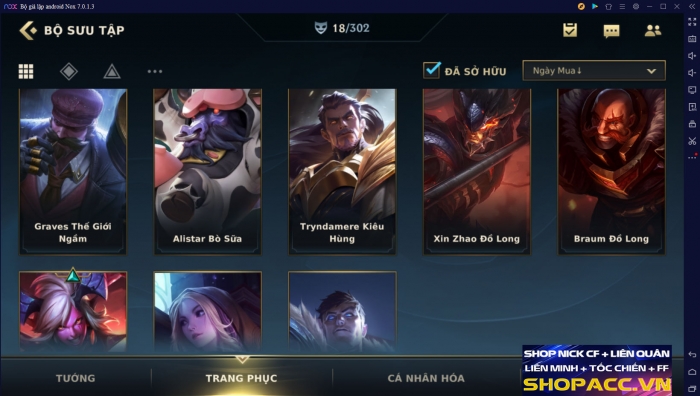 nox Bộ giả lập android Nox 7.0.1.3
BỘ SƯU TẬP
18/302
ĐÃ SỞ HỮU
Ngày Mua↓
Graves Thế Giới
Ngầm
Alistar Bò Sữa
Tryndamere Kiêu
Hùng
Xin Zhao Đồ Long
Braum Đồ Long
TƯỚNG
TRANG PHỤC
CÁ NHÂN HÓA
SHOP NICK CF + LIÊN QUÂN
LIÊN MINH + TỐC CHIẾN + FF
SHOPACC.VN